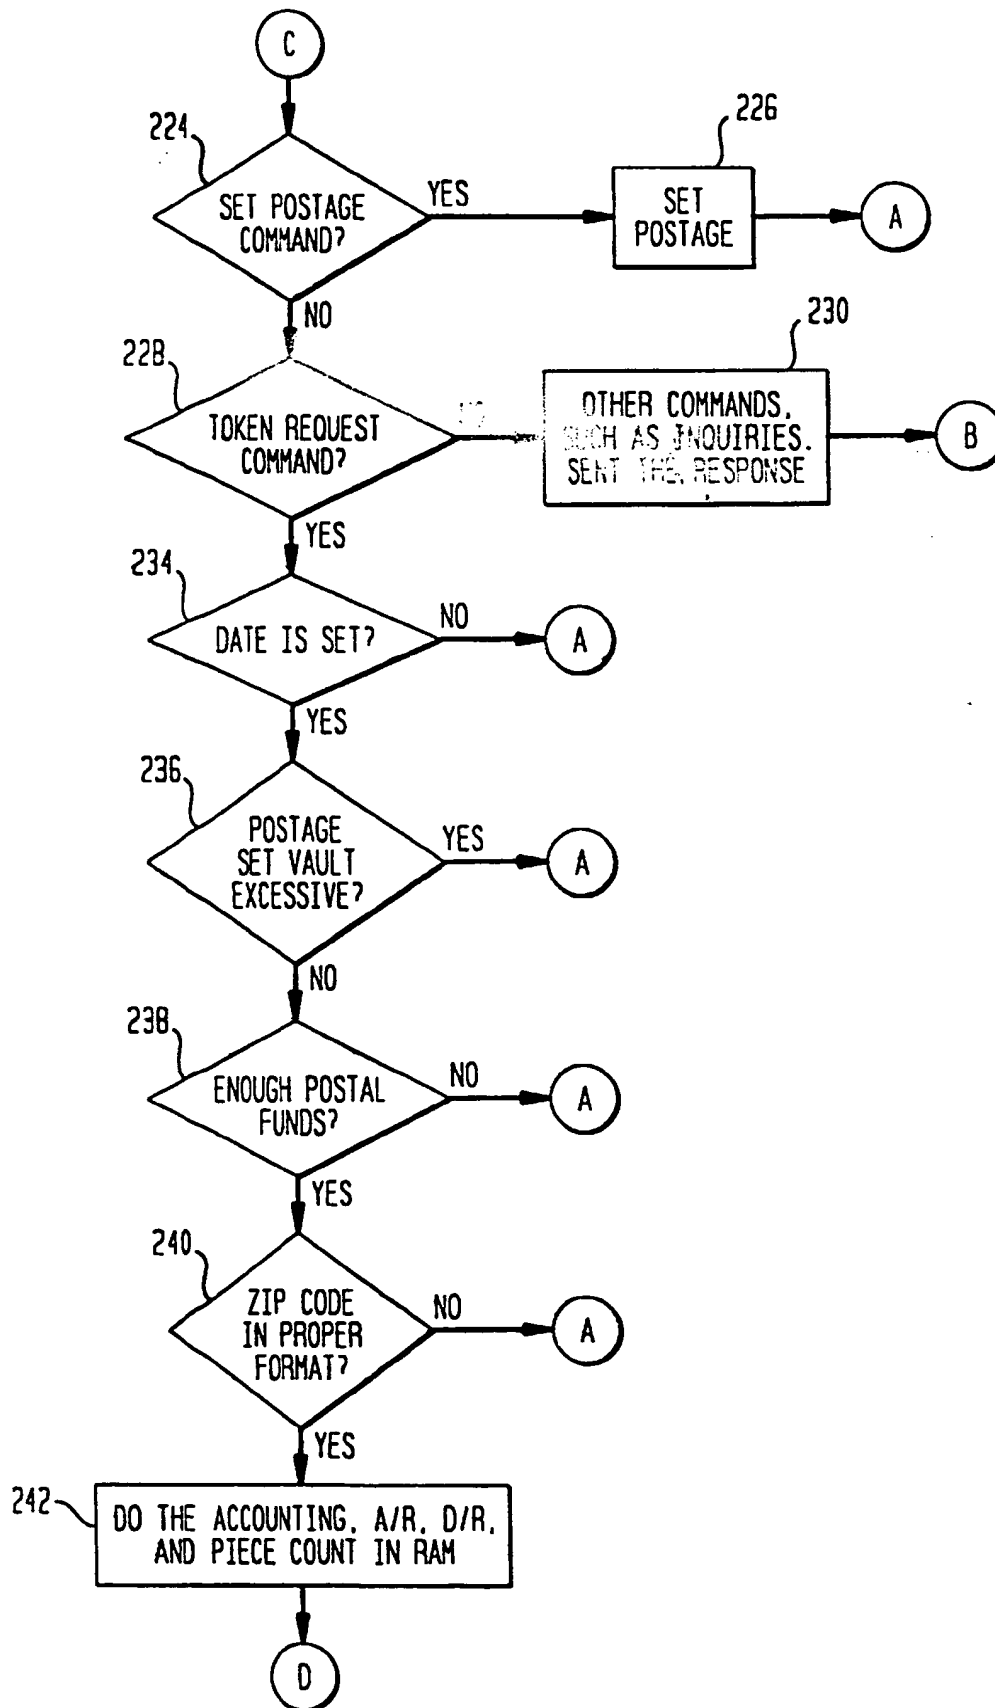 C
224
226
SET POSTAGE
COMMAND?
YES
SET
POSTAGE
A
NO
228
230
TOKEN REQUEST
COMMAND?
NO
OTHER COMMANDS,
SUCH AS INQUIRIES.
SENT THE RESPONSE
B
YES
234
DATE IS SET?
NO
A
YES
236
POSTAGE
SET VAULT
EXCESSIVE?
YES
A
NO
238
ENOUGH POSTAL
FUNDS?
NO
A
YES
240
ZIP CODE
IN PROPER
FORMAT?
NO
A
YES
242
DO THE ACCOUNTING, A/R, D/R,
AND PIECE COUNT IN RAM
D